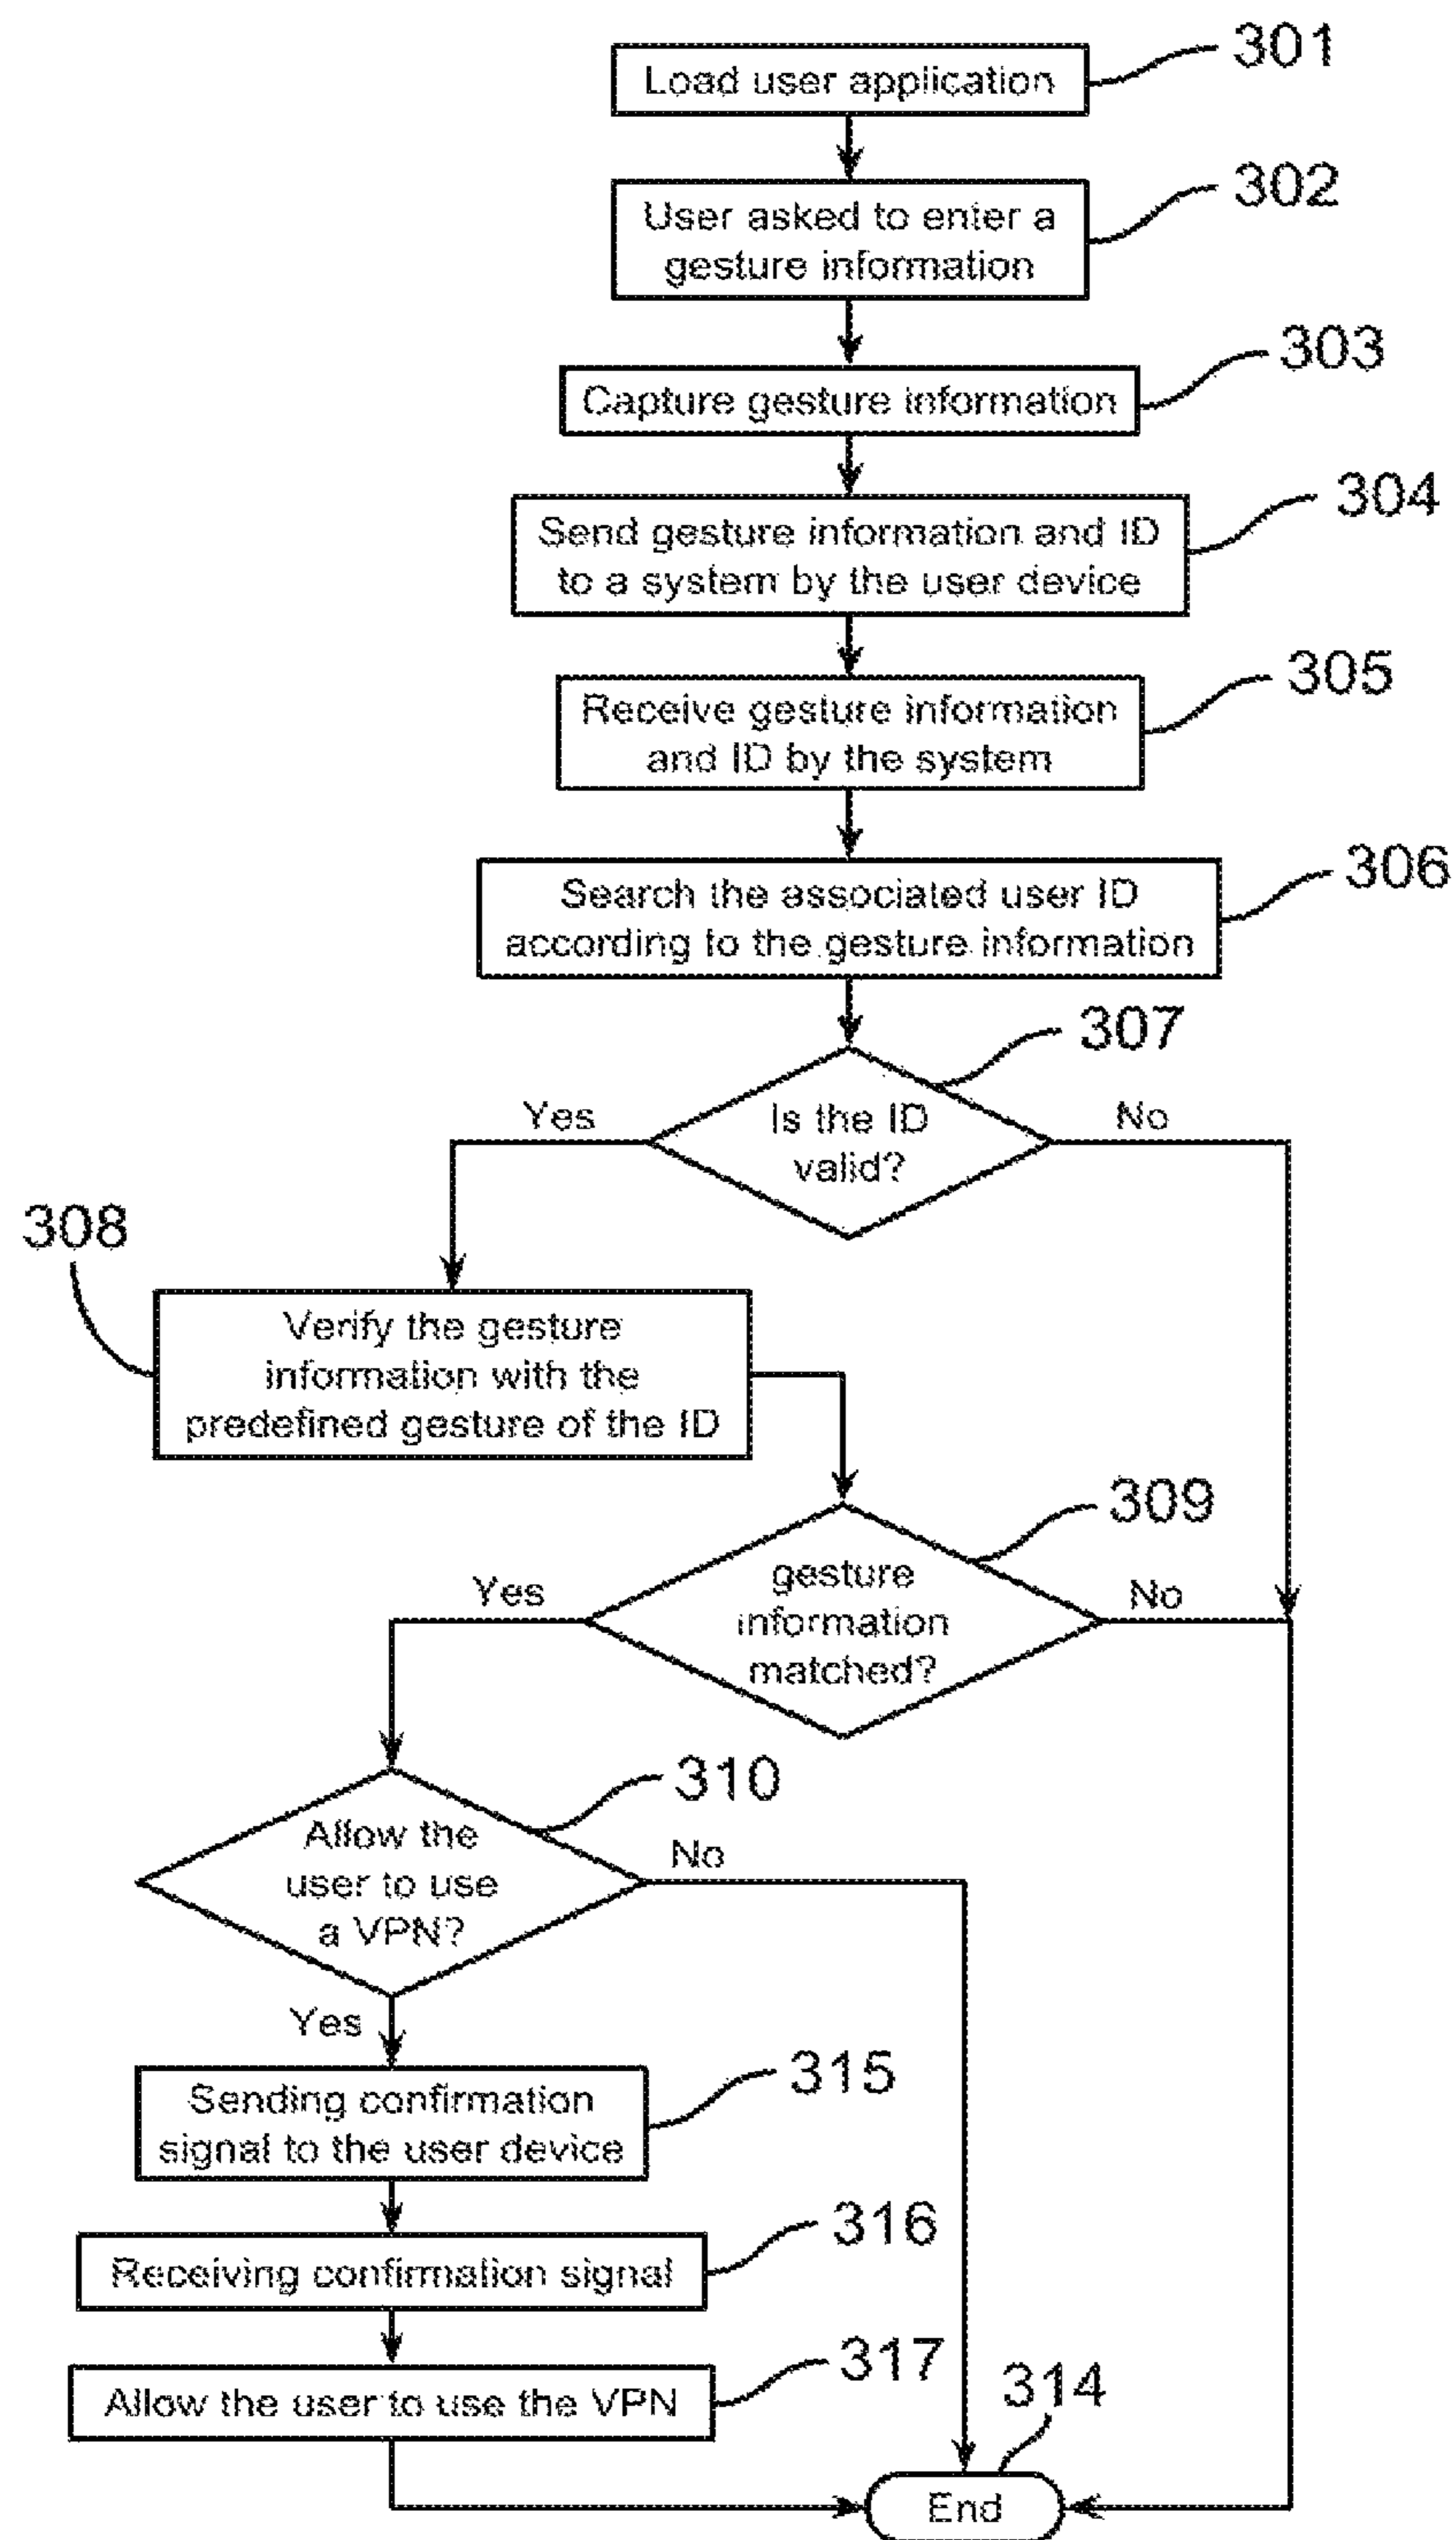 301
Load user application
302
User asked to enter a
gesture information
303
Capture gesture information
304
Send gesture information and ID
to a system by the user device
305
Receive gesture information
and ID by the system
306
Search the associated user ID
according to the gesture information
307
Yes
Is the ID
valid?
No
308
Verify the gesture
information with the
predefined gesture of the ID
309
Yes
gesture
information
matched?
No
310
Allow the
user to use
a VPN?
No
Yes
315
Sending confirmation
signal to the user device
316
Receiving confirmation signal
317
Allow the user to use the VPN
314
End